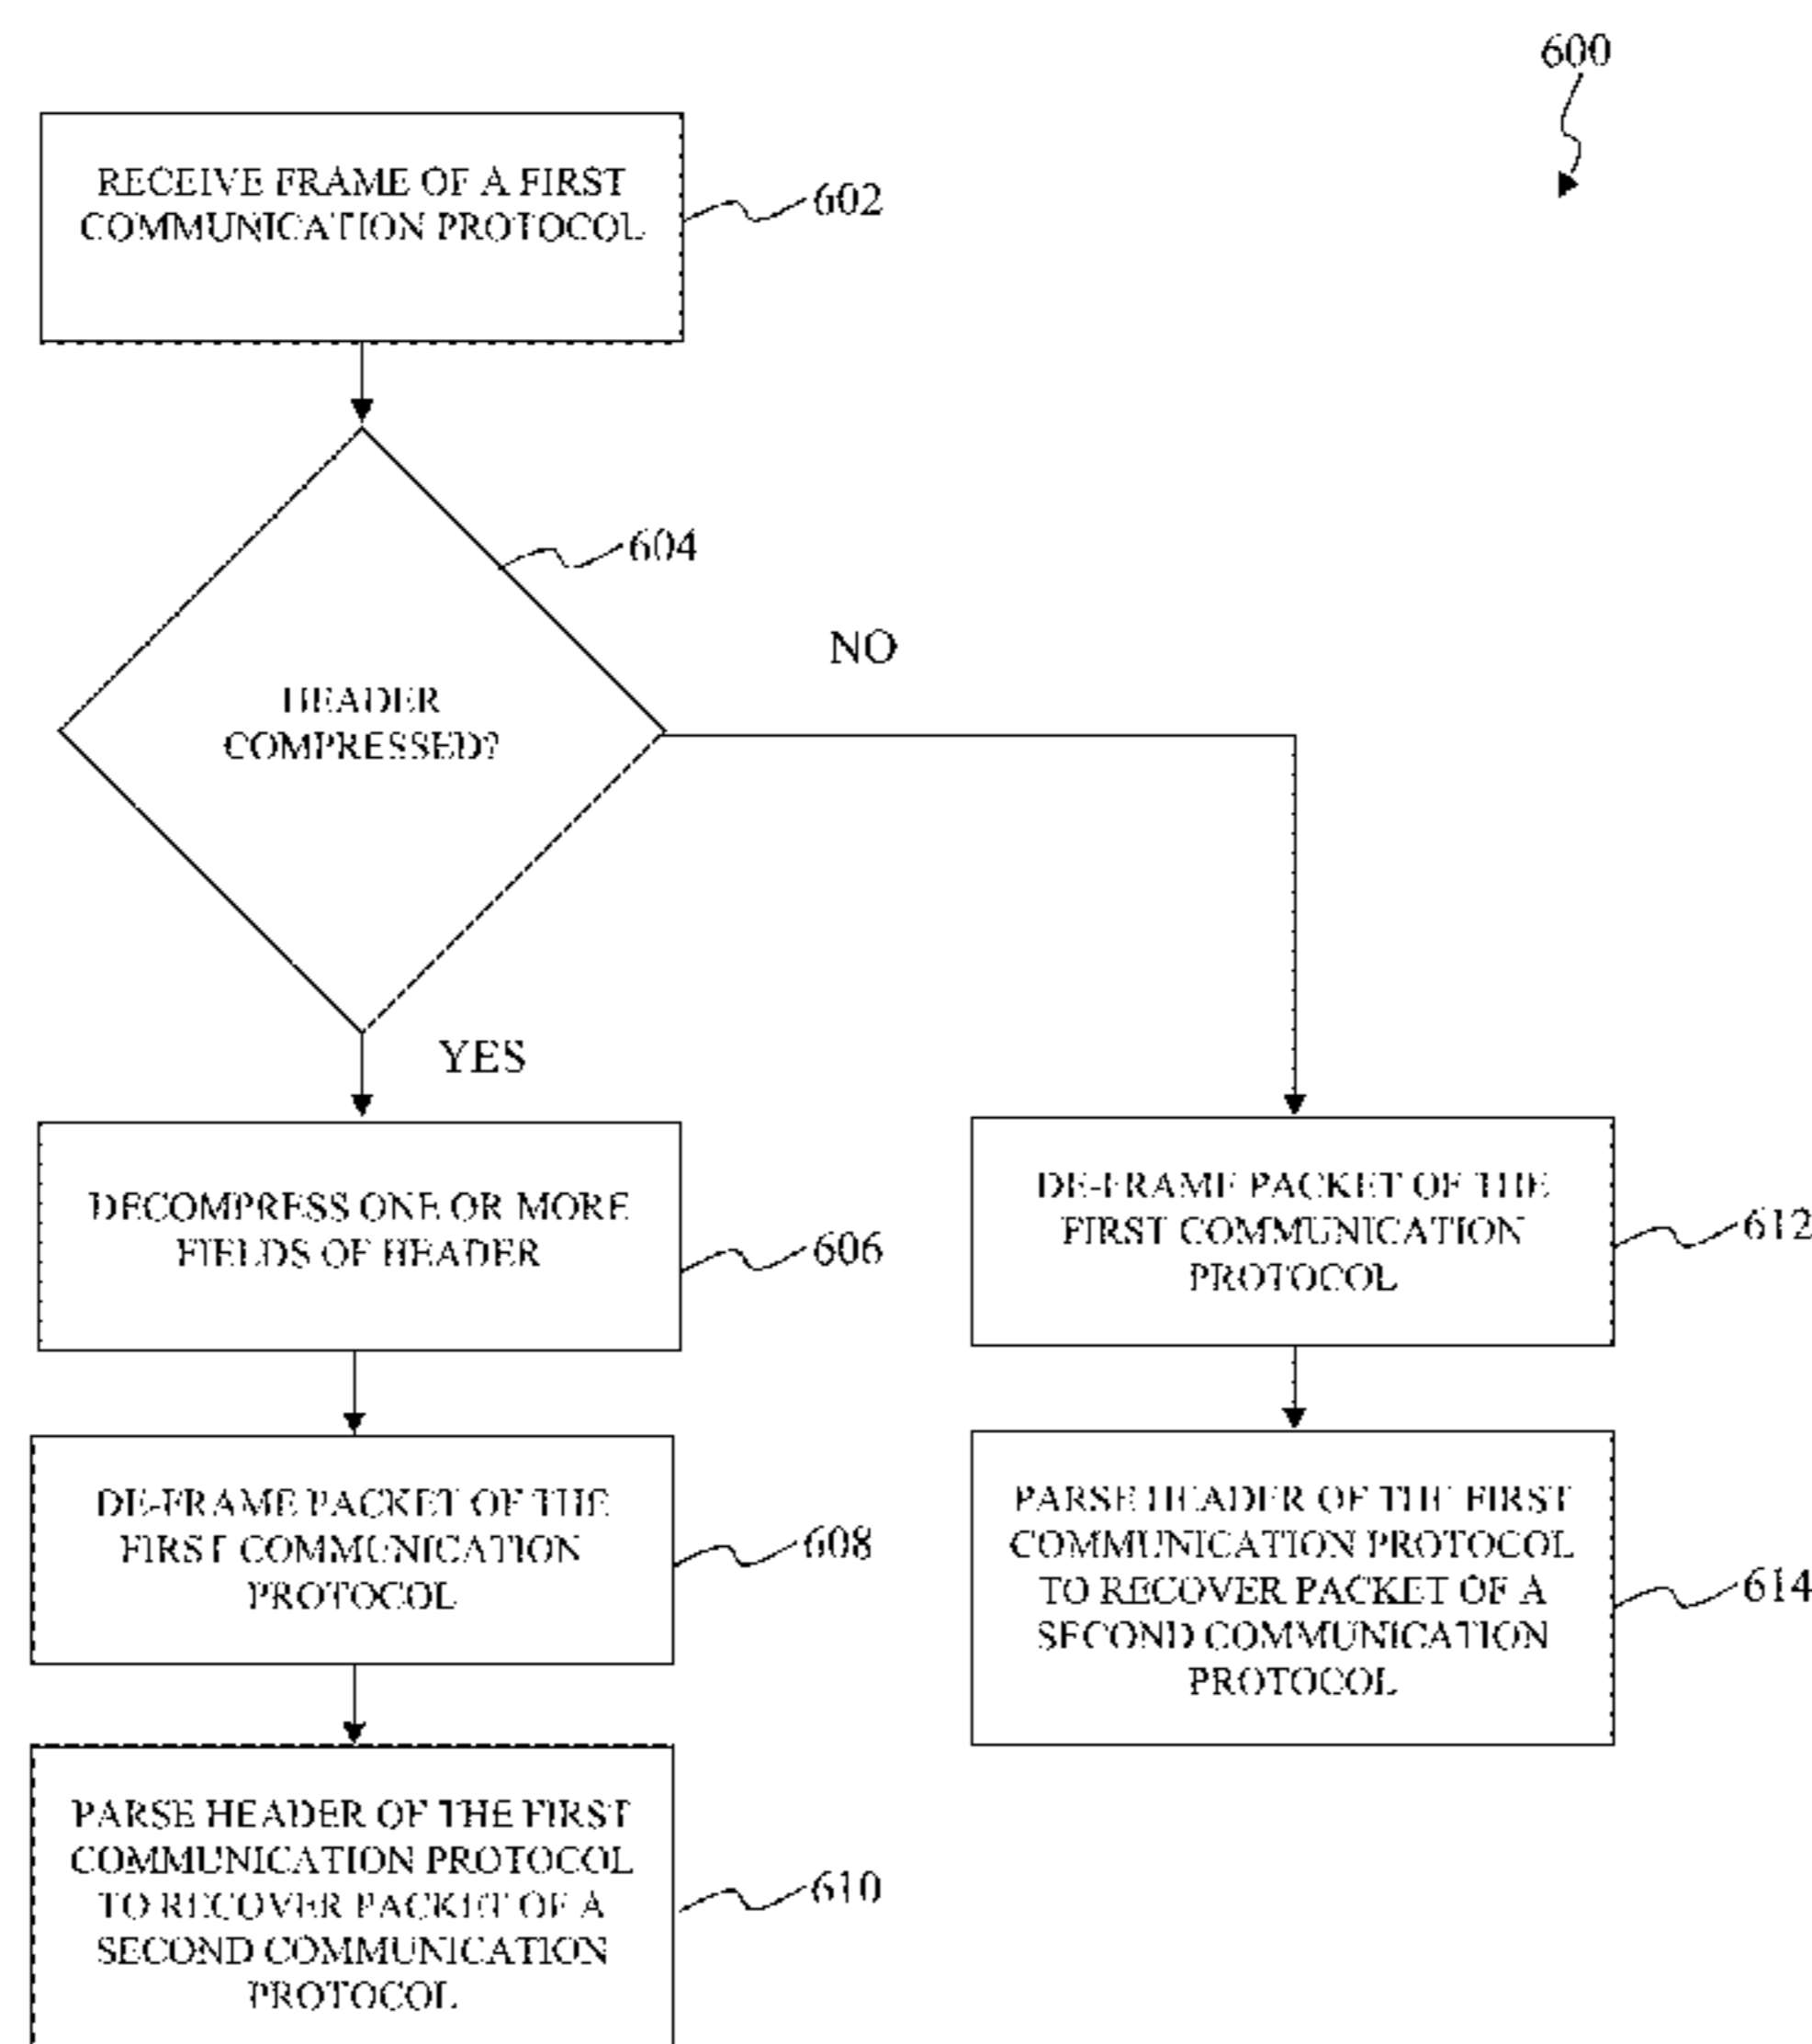 600
RECEIVE FRAME OF A FIRST
COMMUNICATION PROTOCOL
602
604
NO
HEADER
COMPRESSED?
YES
DECOMPRESS ONE OR MORE
FIELDS OF HEADER
606
DE-FRAME PACKET OF THE
FIRST COMMUNICATION
PROTOCOL
612
DE-FRAME PACKET OF THE
FIRST COMMUNICATION
PROTOCOL
608
PARSE HEADER OF THE FIRST
COMMUNICATION PROTOCOL
TO RECOVER PACKET OF A
SECOND COMMUNICATION
PROTOCOL
614
PARSE HEADER OF THE FIRST
COMMUNICATION PROTOCOL
TO RECOVER PACKET OF A
SECOND COMMUNICATION
PROTOCOL
610